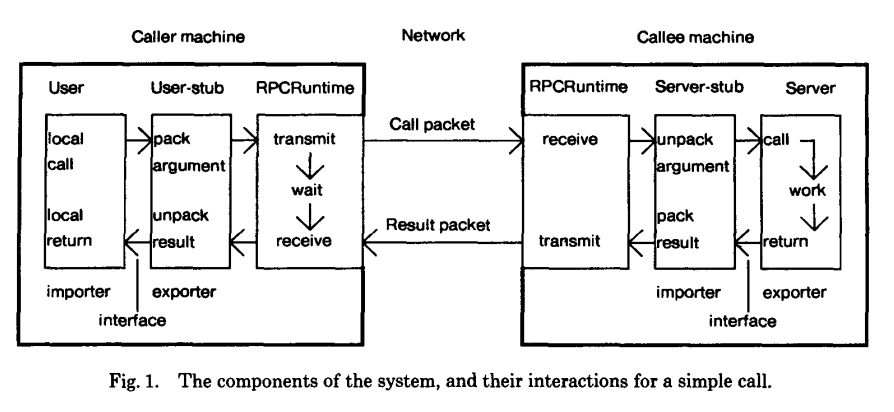 Caller machine Network Callee machine
User User-stub RPCRuntime RPCRuntime Server-stub Server
local pack transmit Call packet receive unpack call
call argument argument
wait work
local unpack pack
return result receive Result packet transmit result return
importer exporter importer exporter
interface interface
Fig. 1. The components of the system, and their interactions for a simple call.